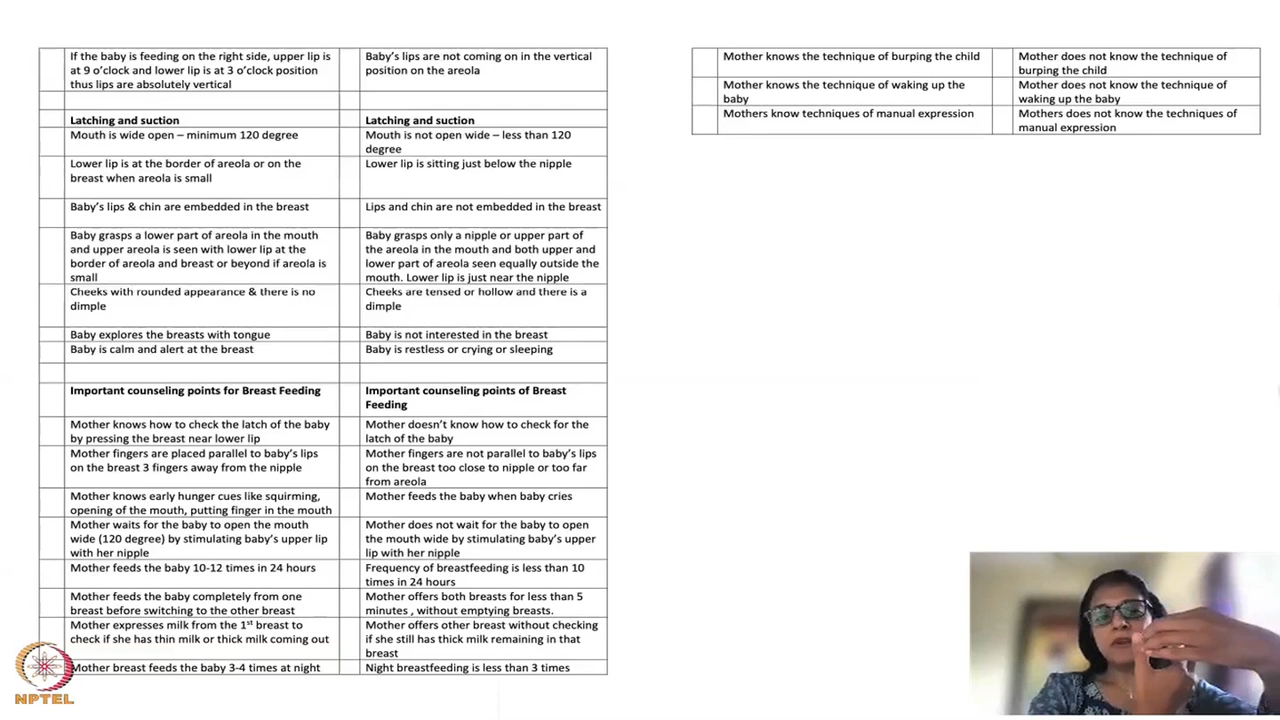 If the baby is feeding on the right side, upper lip is
at 9 o'clock and lower lip is at 3 o'clock position
thus lips are absolutely vertical
Baby's lips are not coming on in the vertical
position on the areola
Latching and suction
Latching and suction
Mouth is wide open – minimum 120 degree
Mouth is not open wide – less than 120
degree
Lower lip is at the border of areola or on the
breast when areola is small
Lower lip is sitting just below the nipple
Baby's lips & chin are embedded in the breast
Lips and chin are not embedded in the breast
Baby grasps a lower part of areola in the mouth
and upper areola is seen with lower lip at the
border of areola and breast or beyond if areola is
small
Baby grasps only a nipple or upper part of
the areola in the mouth and both upper and
lower part of areola seen equally outside the
mouth. Lower lip is just near the nipple
Cheeks with rounded appearance & there is no
dimple
Cheeks are tensed or hollow and there is a
dimple
Baby explores the breasts with tongue
Baby is not interested in the breast
Baby is calm and alert at the breast
Baby is restless or crying or sleeping
Important counseling points for Breast Feeding
Important counseling points of Breast
Feeding
Mother knows how to check the latch of the baby
by pressing the breast near lower lip
Mother doesn't know how to check for the
latch of the baby
Mother fingers are placed parallel to baby's lips
on the breast 3 fingers away from the nipple
Mother fingers are not parallel to baby's lips
on the breast too close to nipple or too far
from areola
Mother knows early hunger cues like squirming,
opening of the mouth, putting finger in the mouth
Mother feeds the baby when baby cries
Mother waits for the baby to open the mouth
wide (120 degree) by stimulating baby's upper lip
with her nipple
Mother does not wait for the baby to open
the mouth wide by stimulating baby's upper
lip with her nipple
Mother feeds the baby 10-12 times in 24 hours
Frequency of breastfeeding is less than 10
times in 24 hours
Mother feeds the baby completely from one
breast before switching to the other breast
Mother offers both breasts for less than 5
minutes , without emptying breasts.
Mother expresses milk from the 1st breast to
check if she has thin milk or thick milk coming out
Mother offers other breast without checking
if she still has thick milk remaining in that
breast
Mother breast feeds the baby 3-4 times at night
Night breastfeeding is less than 3 times
Mother knows the technique of burping the child
Mother does not know the technique of
burping the child
Mother knows the technique of waking up the
baby
Mother does not know the technique of
waking up the baby
Mothers know techniques of manual expression
Mothers does not know the techniques of
manual expression
NPTEL